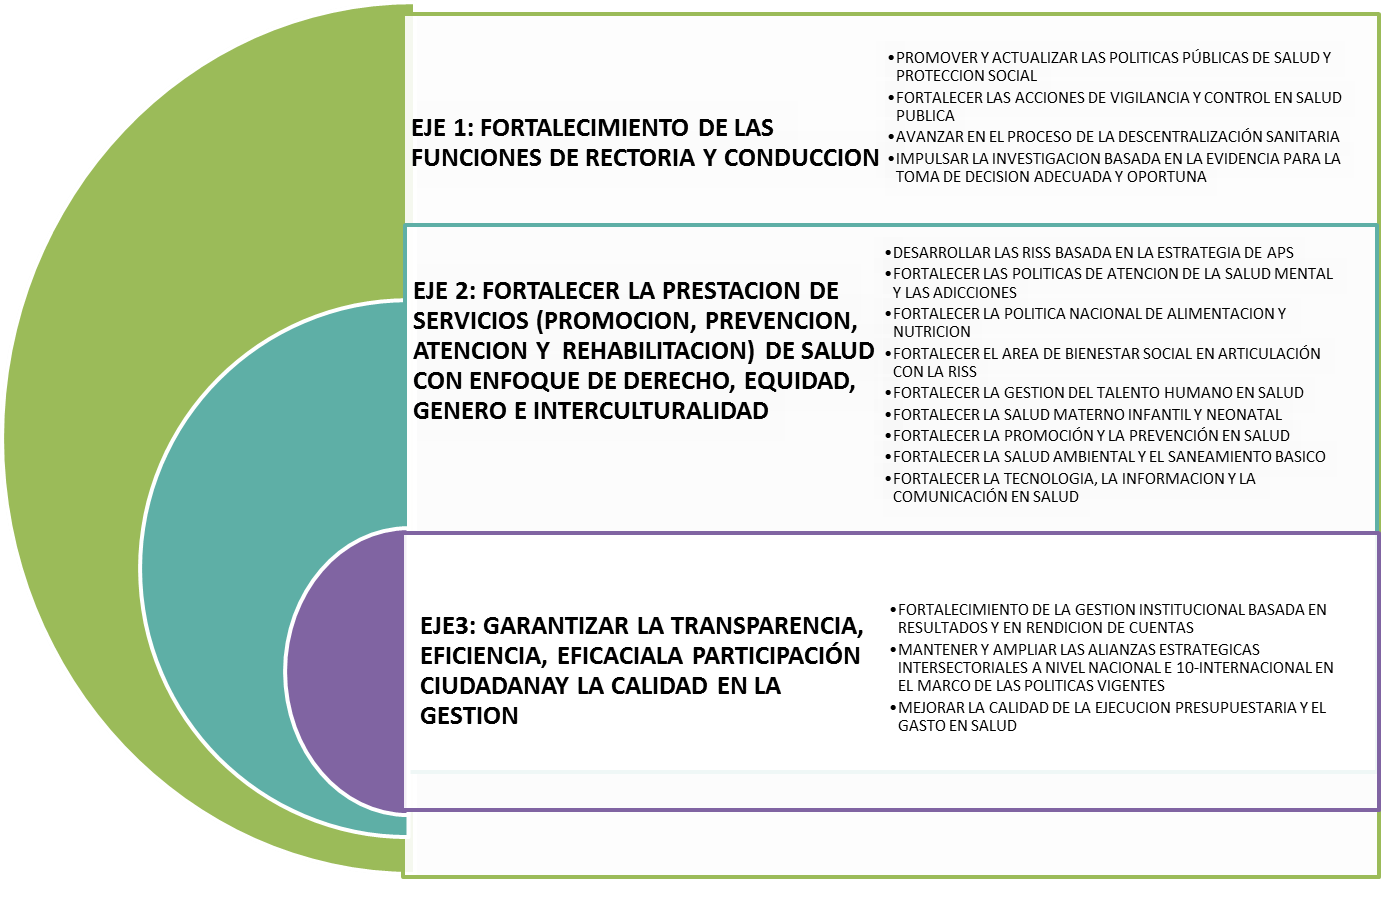 EJE 1: FORTALECIMIENTO DE LAS
FUNCIONES DE RECTORIA Y CONDUCCION
•PROMOVER Y ACTUALIZAR LAS POLITICAS PÚBLICAS DE SALUD Y
PROTECCION SOCIAL
•FORTALECER LAS ACCIONES DE VIGILANCIA Y CONTROL EN SALUD
PUBLICA
•AVANZAR EN EL PROCESO DE LA DESCENTRALIZACIÓN SANITARIA
•IMPULSAR LA INVESTIGACION BASADA EN LA EVIDENCIA PARA LA
TOMA DE DECISION ADECUADA Y OPORTUNA
EJE 2: FORTALECER LA PRESTACION DE
SERVICIOS (PROMOCION, PREVENCION,
ATENCION Y REHABILITACION) DE SALUD
CON ENFOQUE DE DERECHO, EQUIDAD,
GENERO E INTERCULTURALIDAD
•DESARROLLAR LAS RISS BASADA EN LA ESTRATEGIA DE APS
•FORTALECER LAS POLITICAS DE ATENCION DE LA SALUD MENTAL
Y LAS ADICCIONES
•FORTALECER LA POLITICA NACIONAL DE ALIMENTACION Y
NUTRICION
•FORTALECER EL AREA DE BIENESTAR SOCIAL EN ARTICULACIÓN
CON LA RISS
•FORTALECER LA GESTION DEL TALENTO HUMANO EN SALUD
•FORTALECER LA SALUD MATERNO INFANTIL Y NEONATAL
•FORTALECER LA PROMOCIÓN Y LA PREVENCIÓN EN SALUD
•FORTALECER LA SALUD AMBIENTAL Y EL SANEAMIENTO BASICO
•FORTALECER LA TECNOLOGIA, LA INFORMACION Y LA
COMUNICACIÓN EN SALUD
EJE3: GARANTIZAR LA TRANSPARENCIA,
EFICIENCIA, EFICACIALA PARTICIPACIÓN
CIUDADANAY LA CALIDAD EN LA
GESTION
•FORTALECIMIENTO DE LA GESTION INSTITUCIONAL BASADA EN
RESULTADOS Y EN RENDICION DE CUENTAS
•MANTENER Y AMPLIAR LAS ALIANZAS ESTRATEGICAS
INTERSECTORIALES A NIVEL NACIONAL E 10-INTERNACIONAL EN
EL MARCO DE LAS POLITICAS VIGENTES
•MEJORAR LA CALIDAD DE LA EJECUCION PRESUPUESTARIA Y EL
GASTO EN SALUD